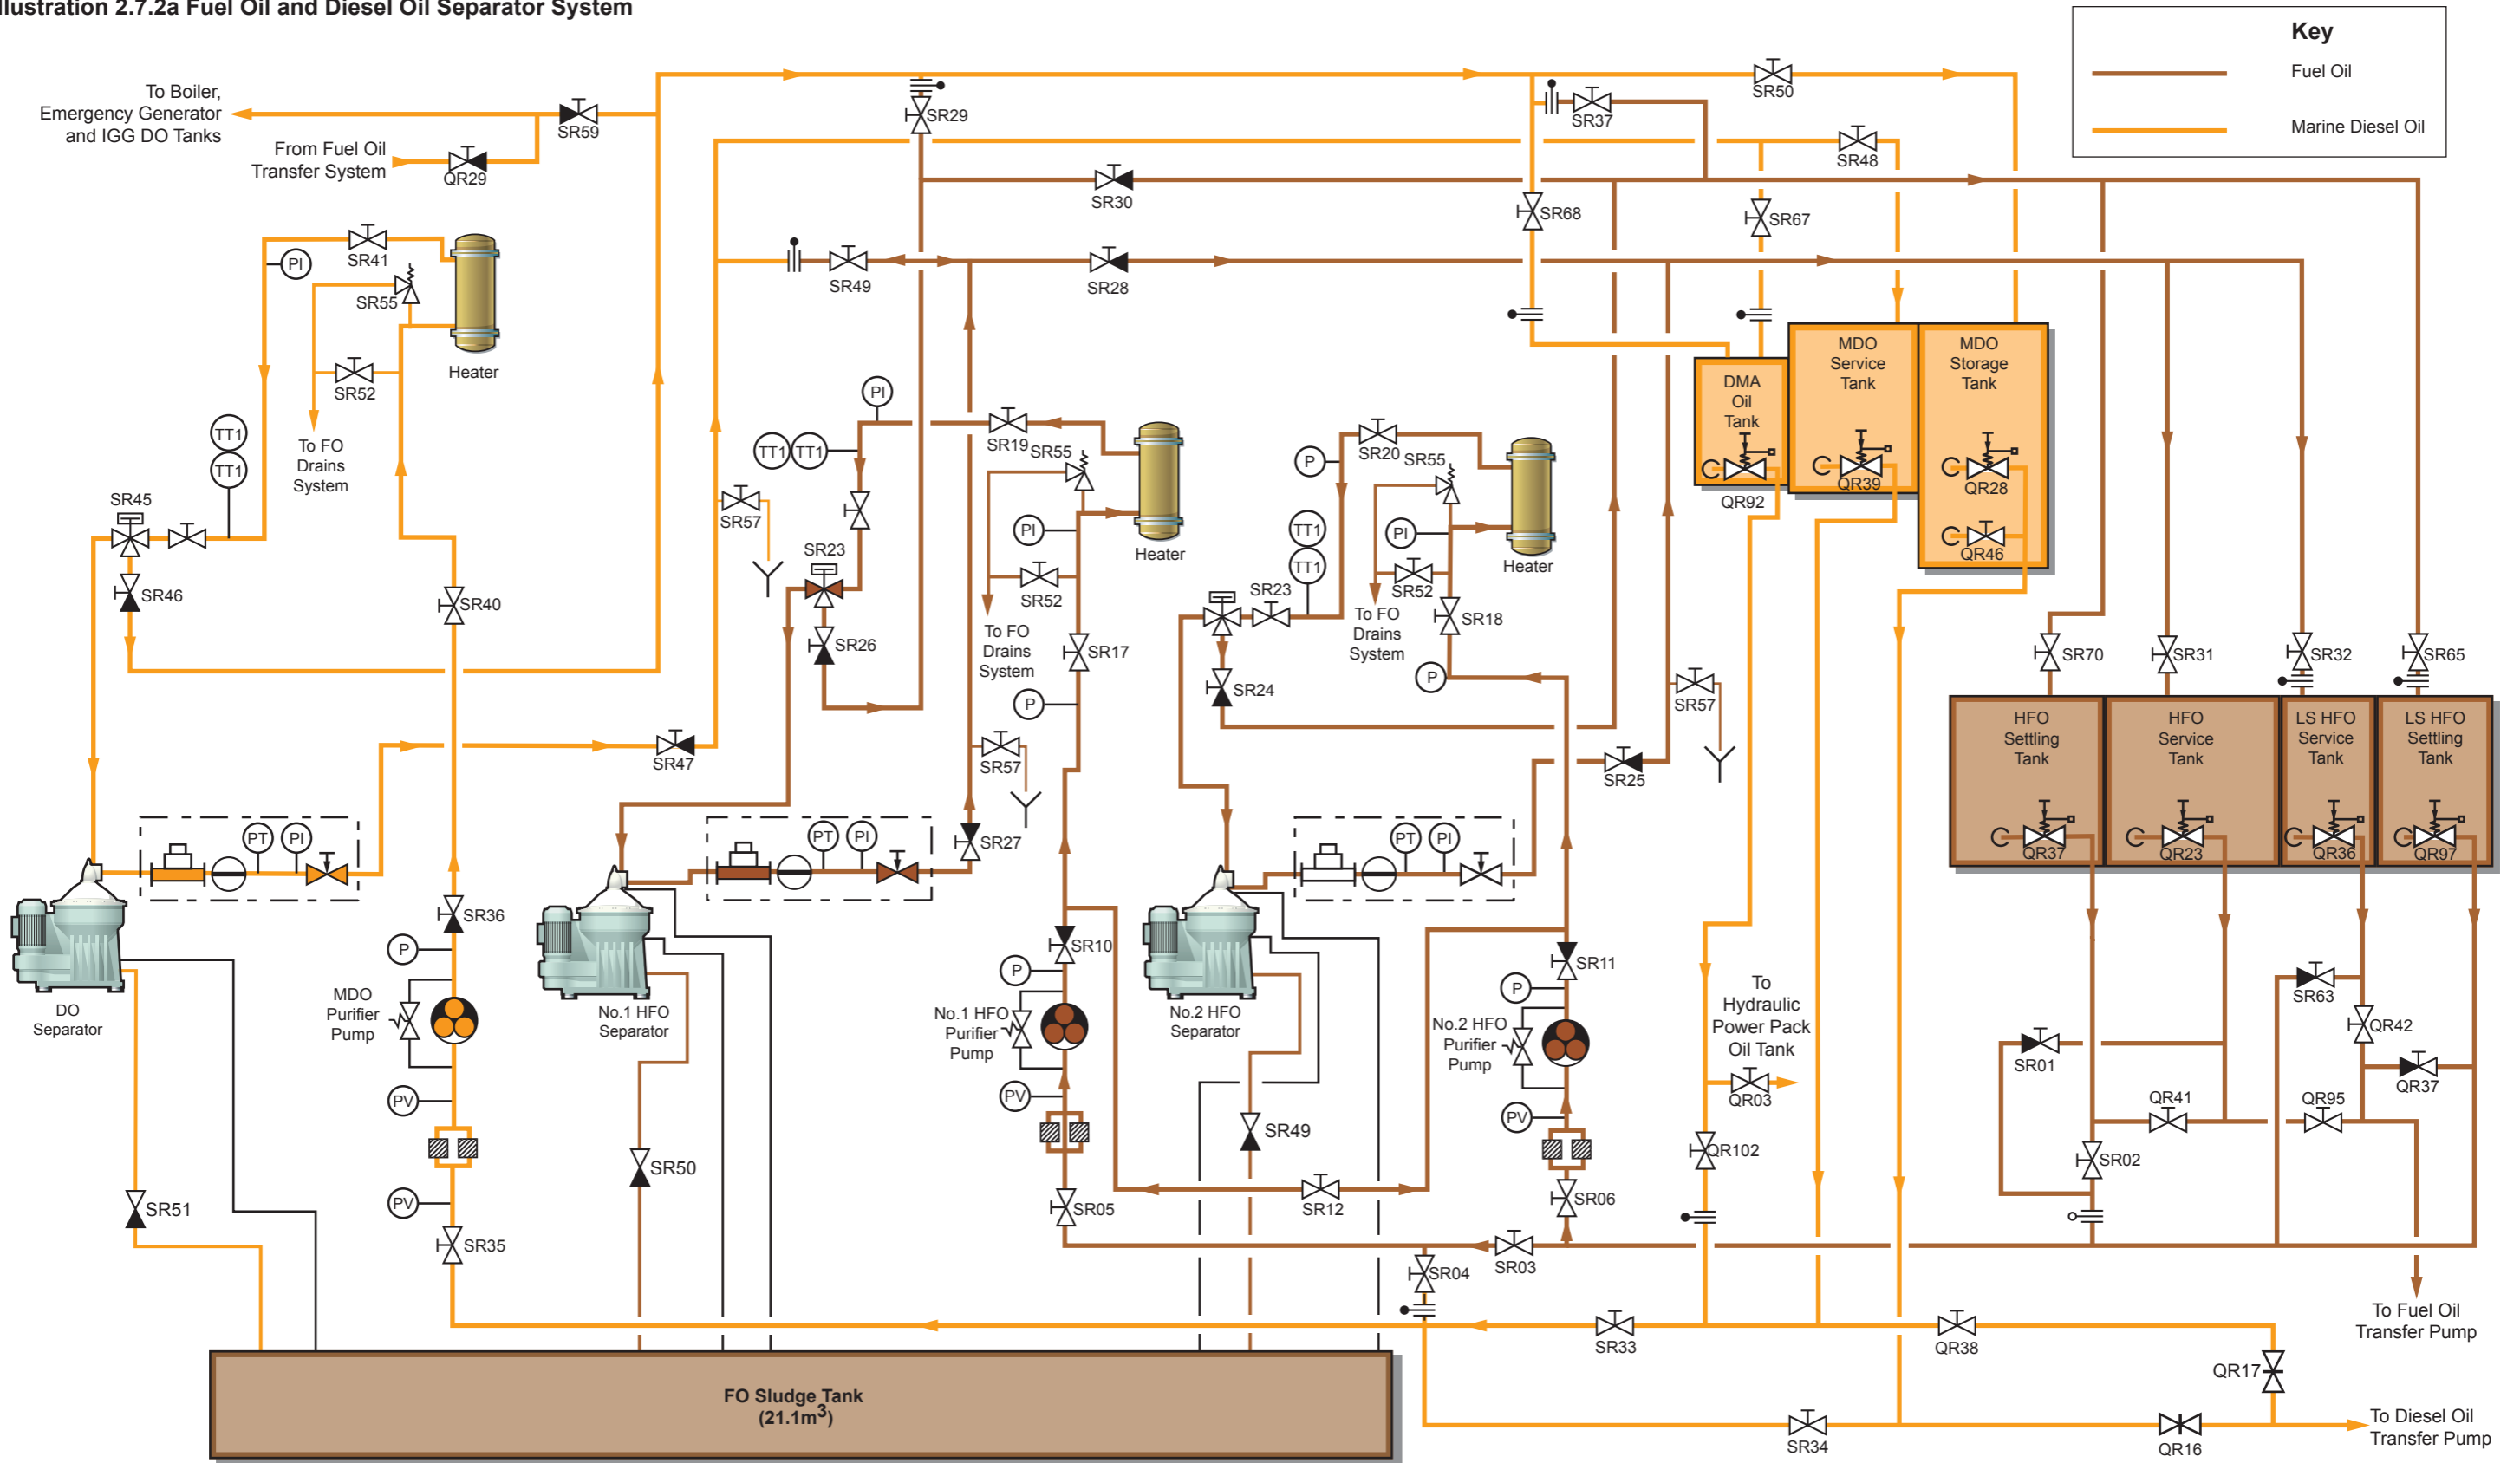 llustration 2.7.2a Fuel Oil and Diesel Oil Separator System
Key
Fuel Oil
Marine Diesel Oil
To Boiler,
Emergency Generator
and IGG DO Tanks
SR59
From Fuel Oil
Transfer System
QR29
SR29
SR37
SR50
SR48
SR30
SR68
SR67
SR49
SR28
SR41
PI
SR55
SR52
Heater
To FO
Drains
System
TT1
TT1
SR45
SR46
SR40
PI
TT1
TT1
SR19
SR55
SR57
SR23
SR26
PI
SR52
Heater
To FO
Drains
System
SR17
P
P
SR20
SR55
TT1
TT1
PI
SR52
Heater
SR23
To FO
Drains
System
SR18
P
SR24
SR57
SR25
DMA
Oil
Tank
QR92
MDO
Service
Tank
QR39
MDO
Storage
Tank
QR28
QR46
SR70
SR31
SR32
SR65
HFO
Settling
Tank
QR37
HFO
Service
Tank
QR23
LS HFO
Service
Tank
QR36
LS HFO
Settling
Tank
QR97
SR47
SR57
SR27
PT
PI
PT
PI
PT
PI
SR36
P
MDO
Purifier
Pump
PV
PV
SR35
DO
Separator
SR51
No.1 HFO
Separator
SR50
SR10
P
No.1 HFO
Purifier
Pump
PV
SR05
No.2 HFO
Separator
SR49
SR12
SR11
P
No.2 HFO
Purifier
Pump
PV
SR06
SR03
SR04
To
Hydraulic
Power Pack
Oil Tank
QR03
QR102
SR01
SR02
QR41
SR63
QR42
QR37
QR95
To Fuel Oil
Transfer Pump
SR33
QR38
QR17
SR34
QR16
To Diesel Oil
Transfer Pump
FO Sludge Tank
(21.1m3)